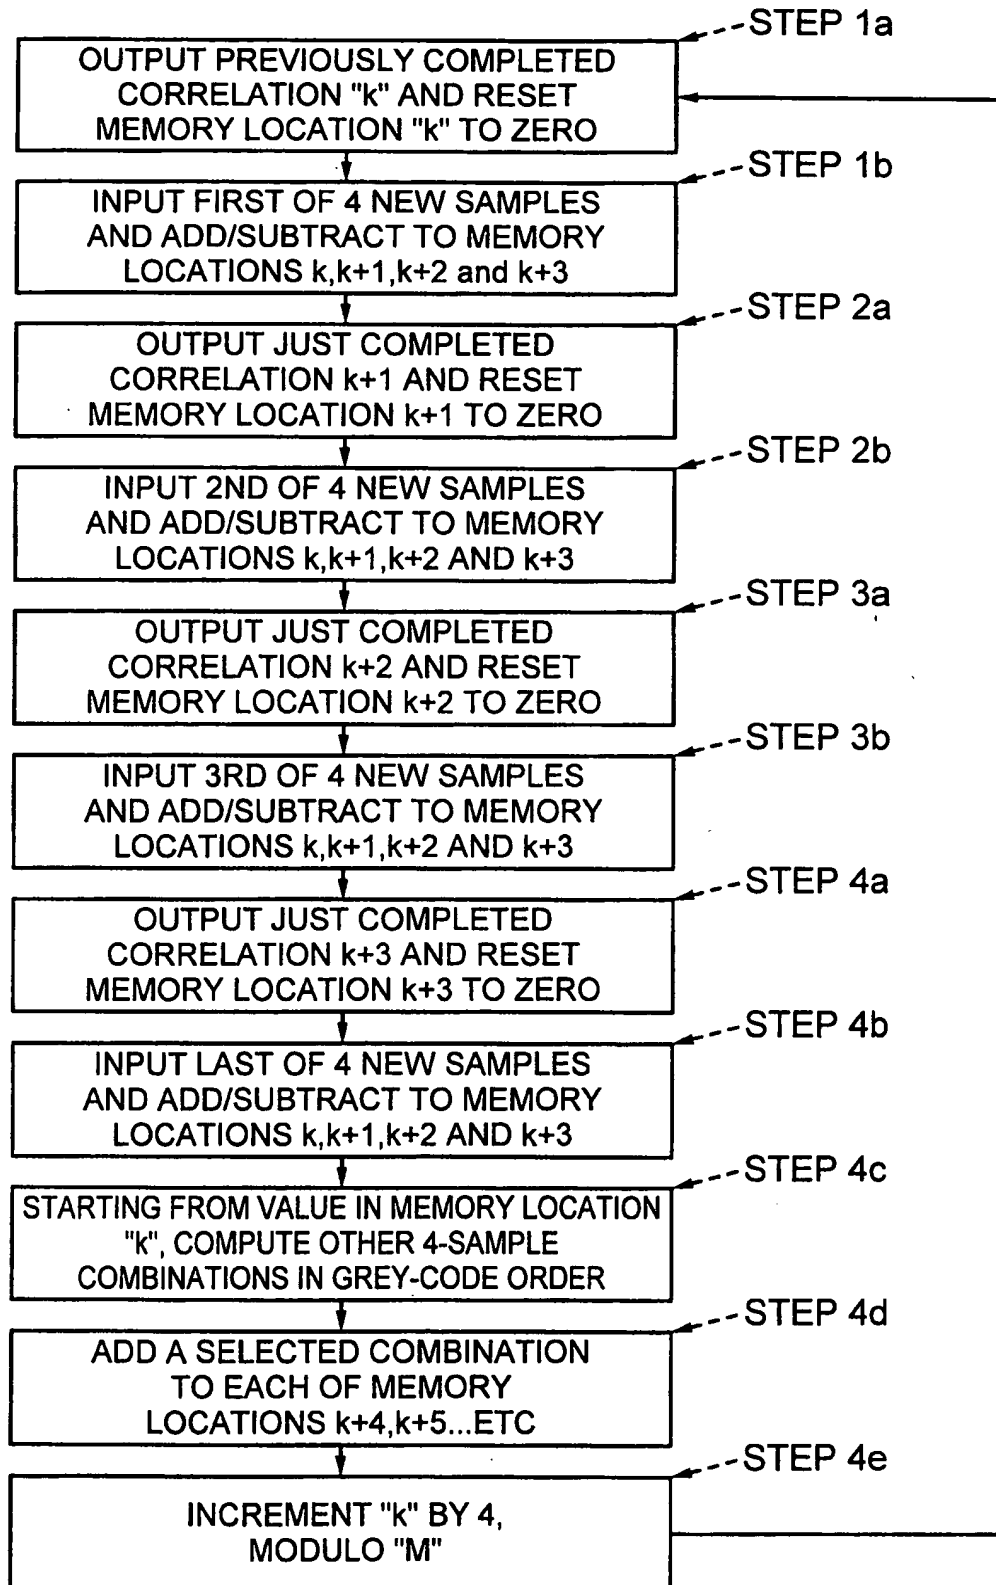 STEP 1a
OUTPUT PREVIOUSLY COMPLETED
CORRELATION "k" AND RESET
MEMORY LOCATION "k" TO ZERO
STEP 1b
INPUT FIRST OF 4 NEW SAMPLES
AND ADD/SUBTRACT TO MEMORY
LOCATIONS k,k+1,k+2 and k+3
STEP 2a
OUTPUT JUST COMPLETED
CORRELATION k+1 AND RESET
MEMORY LOCATION k+1 TO ZERO
STEP 2b
INPUT 2ND OF 4 NEW SAMPLES
AND ADD/SUBTRACT TO MEMORY
LOCATIONS k,k+1,k+2 AND k+3
STEP 3a
OUTPUT JUST COMPLETED
CORRELATION k+2 AND RESET
MEMORY LOCATION k+2 TO ZERO
STEP 3b
INPUT 3RD OF 4 NEW SAMPLES
AND ADD/SUBTRACT TO MEMORY
LOCATIONS k,k+1,k+2 AND k+3
STEP 4a
OUTPUT JUST COMPLETED
CORRELATION k+3 AND RESET
MEMORY LOCATION k+3 TO ZERO
STEP 4b
INPUT LAST OF 4 NEW SAMPLES
AND ADD/SUBTRACT TO MEMORY
LOCATIONS k,k+1,k+2 AND k+3
STEP 4c
STARTING FROM VALUE IN MEMORY LOCATION
"k", COMPUTE OTHER 4-SAMPLE
COMBINATIONS IN GREY-CODE ORDER
STEP 4d
ADD A SELECTED COMBINATION
TO EACH OF MEMORY
LOCATIONS k+4,k+5...ETC
STEP 4e
INCREMENT "k" BY 4,
MODULO "M"